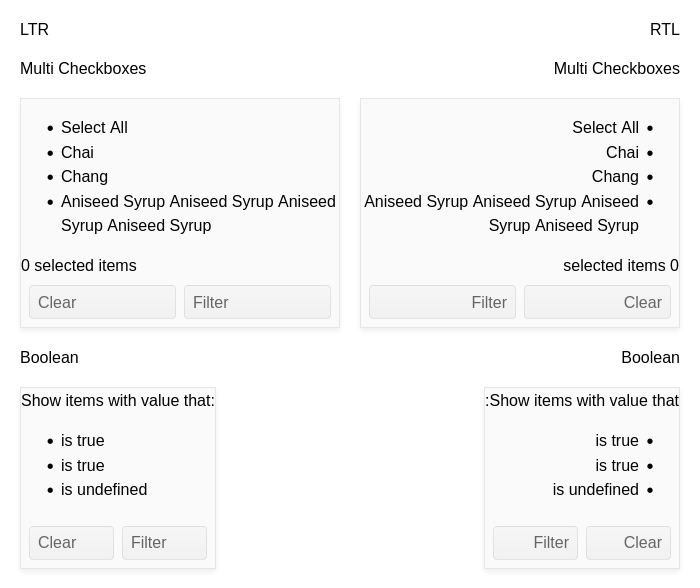 LTR
RTL
Multi Checkboxes
Multi Checkboxes
• Select All
• Chai
• Chang
• Aniseed Syrup Aniseed Syrup Aniseed
Syrup Aniseed Syrup
0 selected items
Clear
Filter
Select All •
Chai •
Chang •
Aniseed Syrup Aniseed Syrup Aniseed •
Syrup Aniseed Syrup
selected items 0
Filter
Clear
Boolean
Boolean
Show items with value that:
• is true
• is true
• is undefined
Clear
Filter
:Show items with value that
is true •
is true •
is undefined •
Filter
Clear